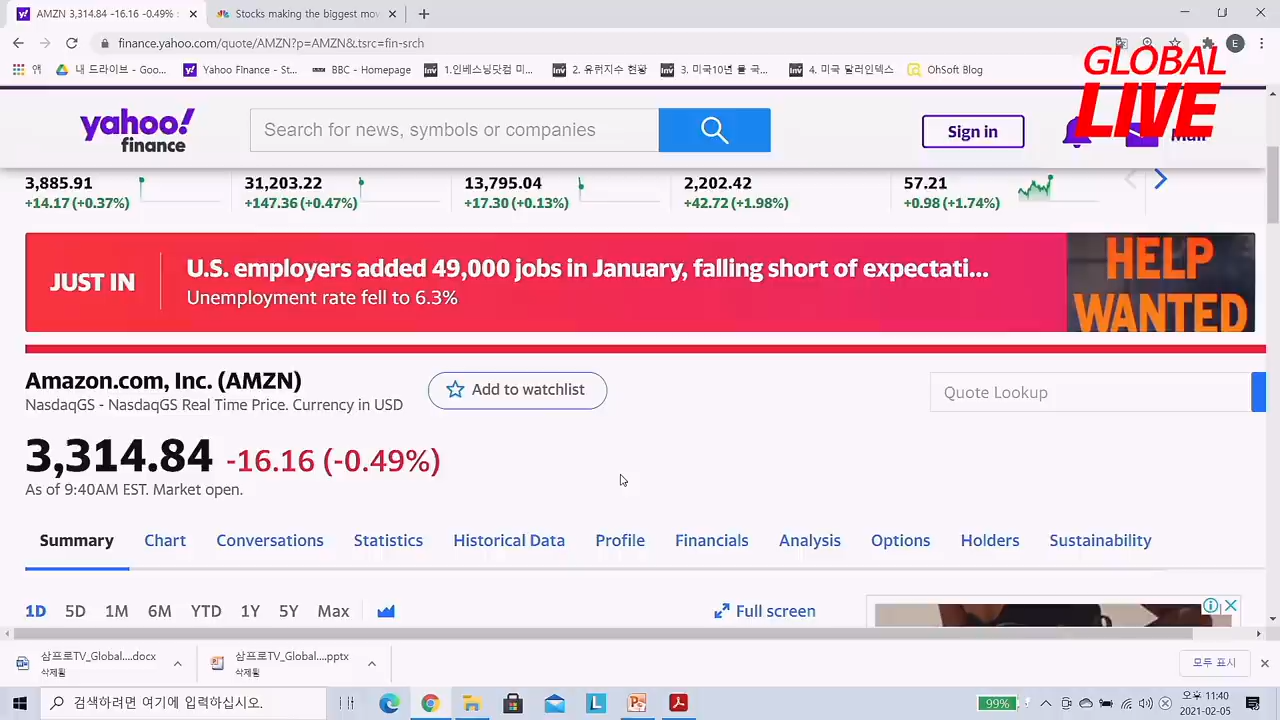 AMZN 3,314.84 -16.16 -0.49% :
Stocks making the biggest mov
finance.yahoo.com/quote/AMZN?p=AMZN&.tsrc=fin-srch
E
앱
내 드라이브 - Goo...
Yahoo Finance - St...
BBC - Homepage
1.인베스닝닷컴 미...
2. 유뤼지수 현황
3. 미국10년 률 국...
4. 미국 달러인덱스
OhSoft Blog
GLOBAL
LIVE
yahoo!
finance
Search for news, symbols or companies
Sign in
Mail
3,885.91
+14.17 (+0.37%)
31,203.22
+147.36 (+0.47%)
13,795.04
+17.30 (+0.13%)
2,202.42
+42.72 (+1.98%)
57.21
+0.98 (+1.74%)
JUST IN
U.S. employers added 49,000 jobs in January, falling short of expectati...
Unemployment rate fell to 6.3%
HELP
WANTED
Amazon.com, Inc. (AMZN)
NasdaqGS - NasdaqGS Real Time Price. Currency in USD
Add to watchlist
Quote Lookup
3,314.84 -16.16 (-0.49%)
As of 9:40AM EST. Market open.
Summary Chart Conversations Statistics Historical Data Profile Financials Analysis Options Holders Sustainability
1D 5D 1M 6M YTD 1Y 5Y Max
Full screen
삼프로TV_Global....docx
삭제됨
삼프로TV_Global....pptx
삭제됨
모두 표시
검색하려면 여기에 입력하십시오.
99%
오후 11:40
2021-02-05